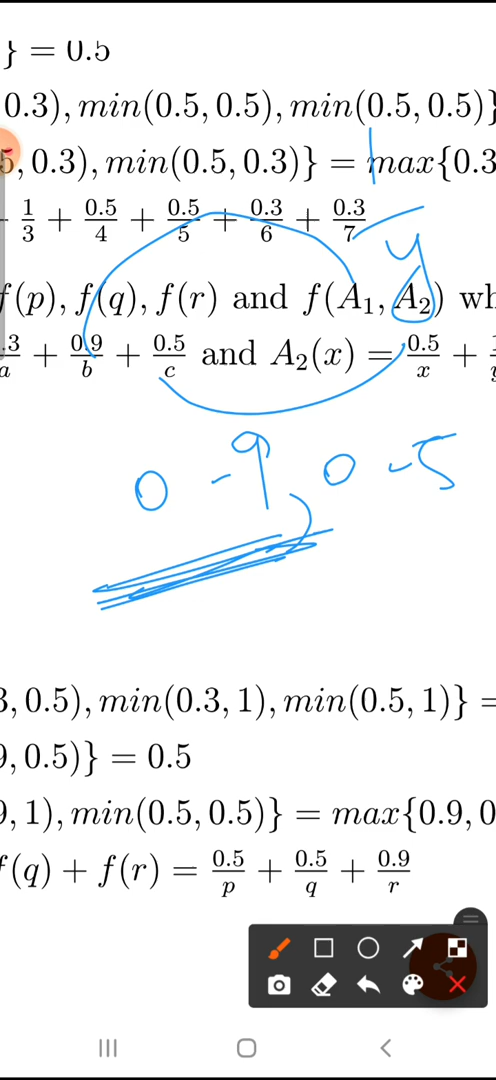 } = 0.5
0.3), min(0.5, 0.5), min(0.5, 0.5)}
5, 0.3), min(0.5, 0.3)} = max{0.3
1/3 + 0.5/4 + 0.5/5 + 0.3/6 + 0.3/7
y
f(p), f(q), f(r) and f(A₁, A₂) wh
.3/a + 0.9/b + 0.5/c and A₂(x) = 0.5/x +
0-9, 0-5
3, 0.5), min(0.3, 1), min(0.5, 1)} =
9, 0.5)} = 0.5
9, 1), min(0.5, 0.5)} = max{0.9, 0
f(q) + f(r) = 0.5/p + 0.5/q + 0.9/r